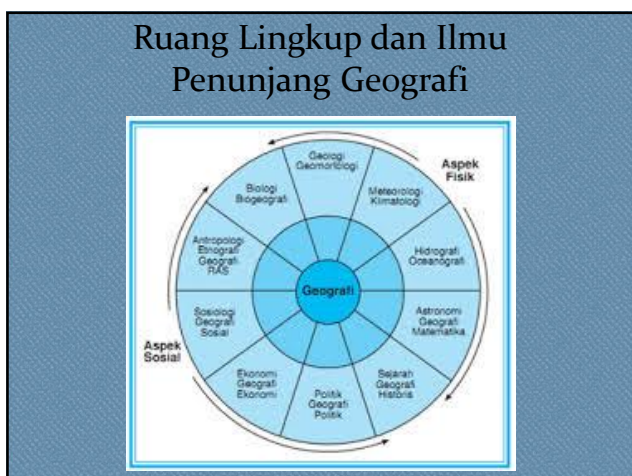 Ruang Lingkup dan Ilmu
Penunjang Geografi
Geologi
Geomorfologi
Aspek
Fisik
Meteorologi
Klimatologi
Hidrografi
Oceanografi
Astronomi
Geografi
Matematika
Sejarah
Geografi
Historis
Politik
Geografi
Politik
Ekonomi
Geografi
Ekonomi
Aspek
Sosial
Sosiologi
Geografi
Sosial
Antropologi
Etnografi
Geografi
RAS
Biologi
Biogeografi
Geografi